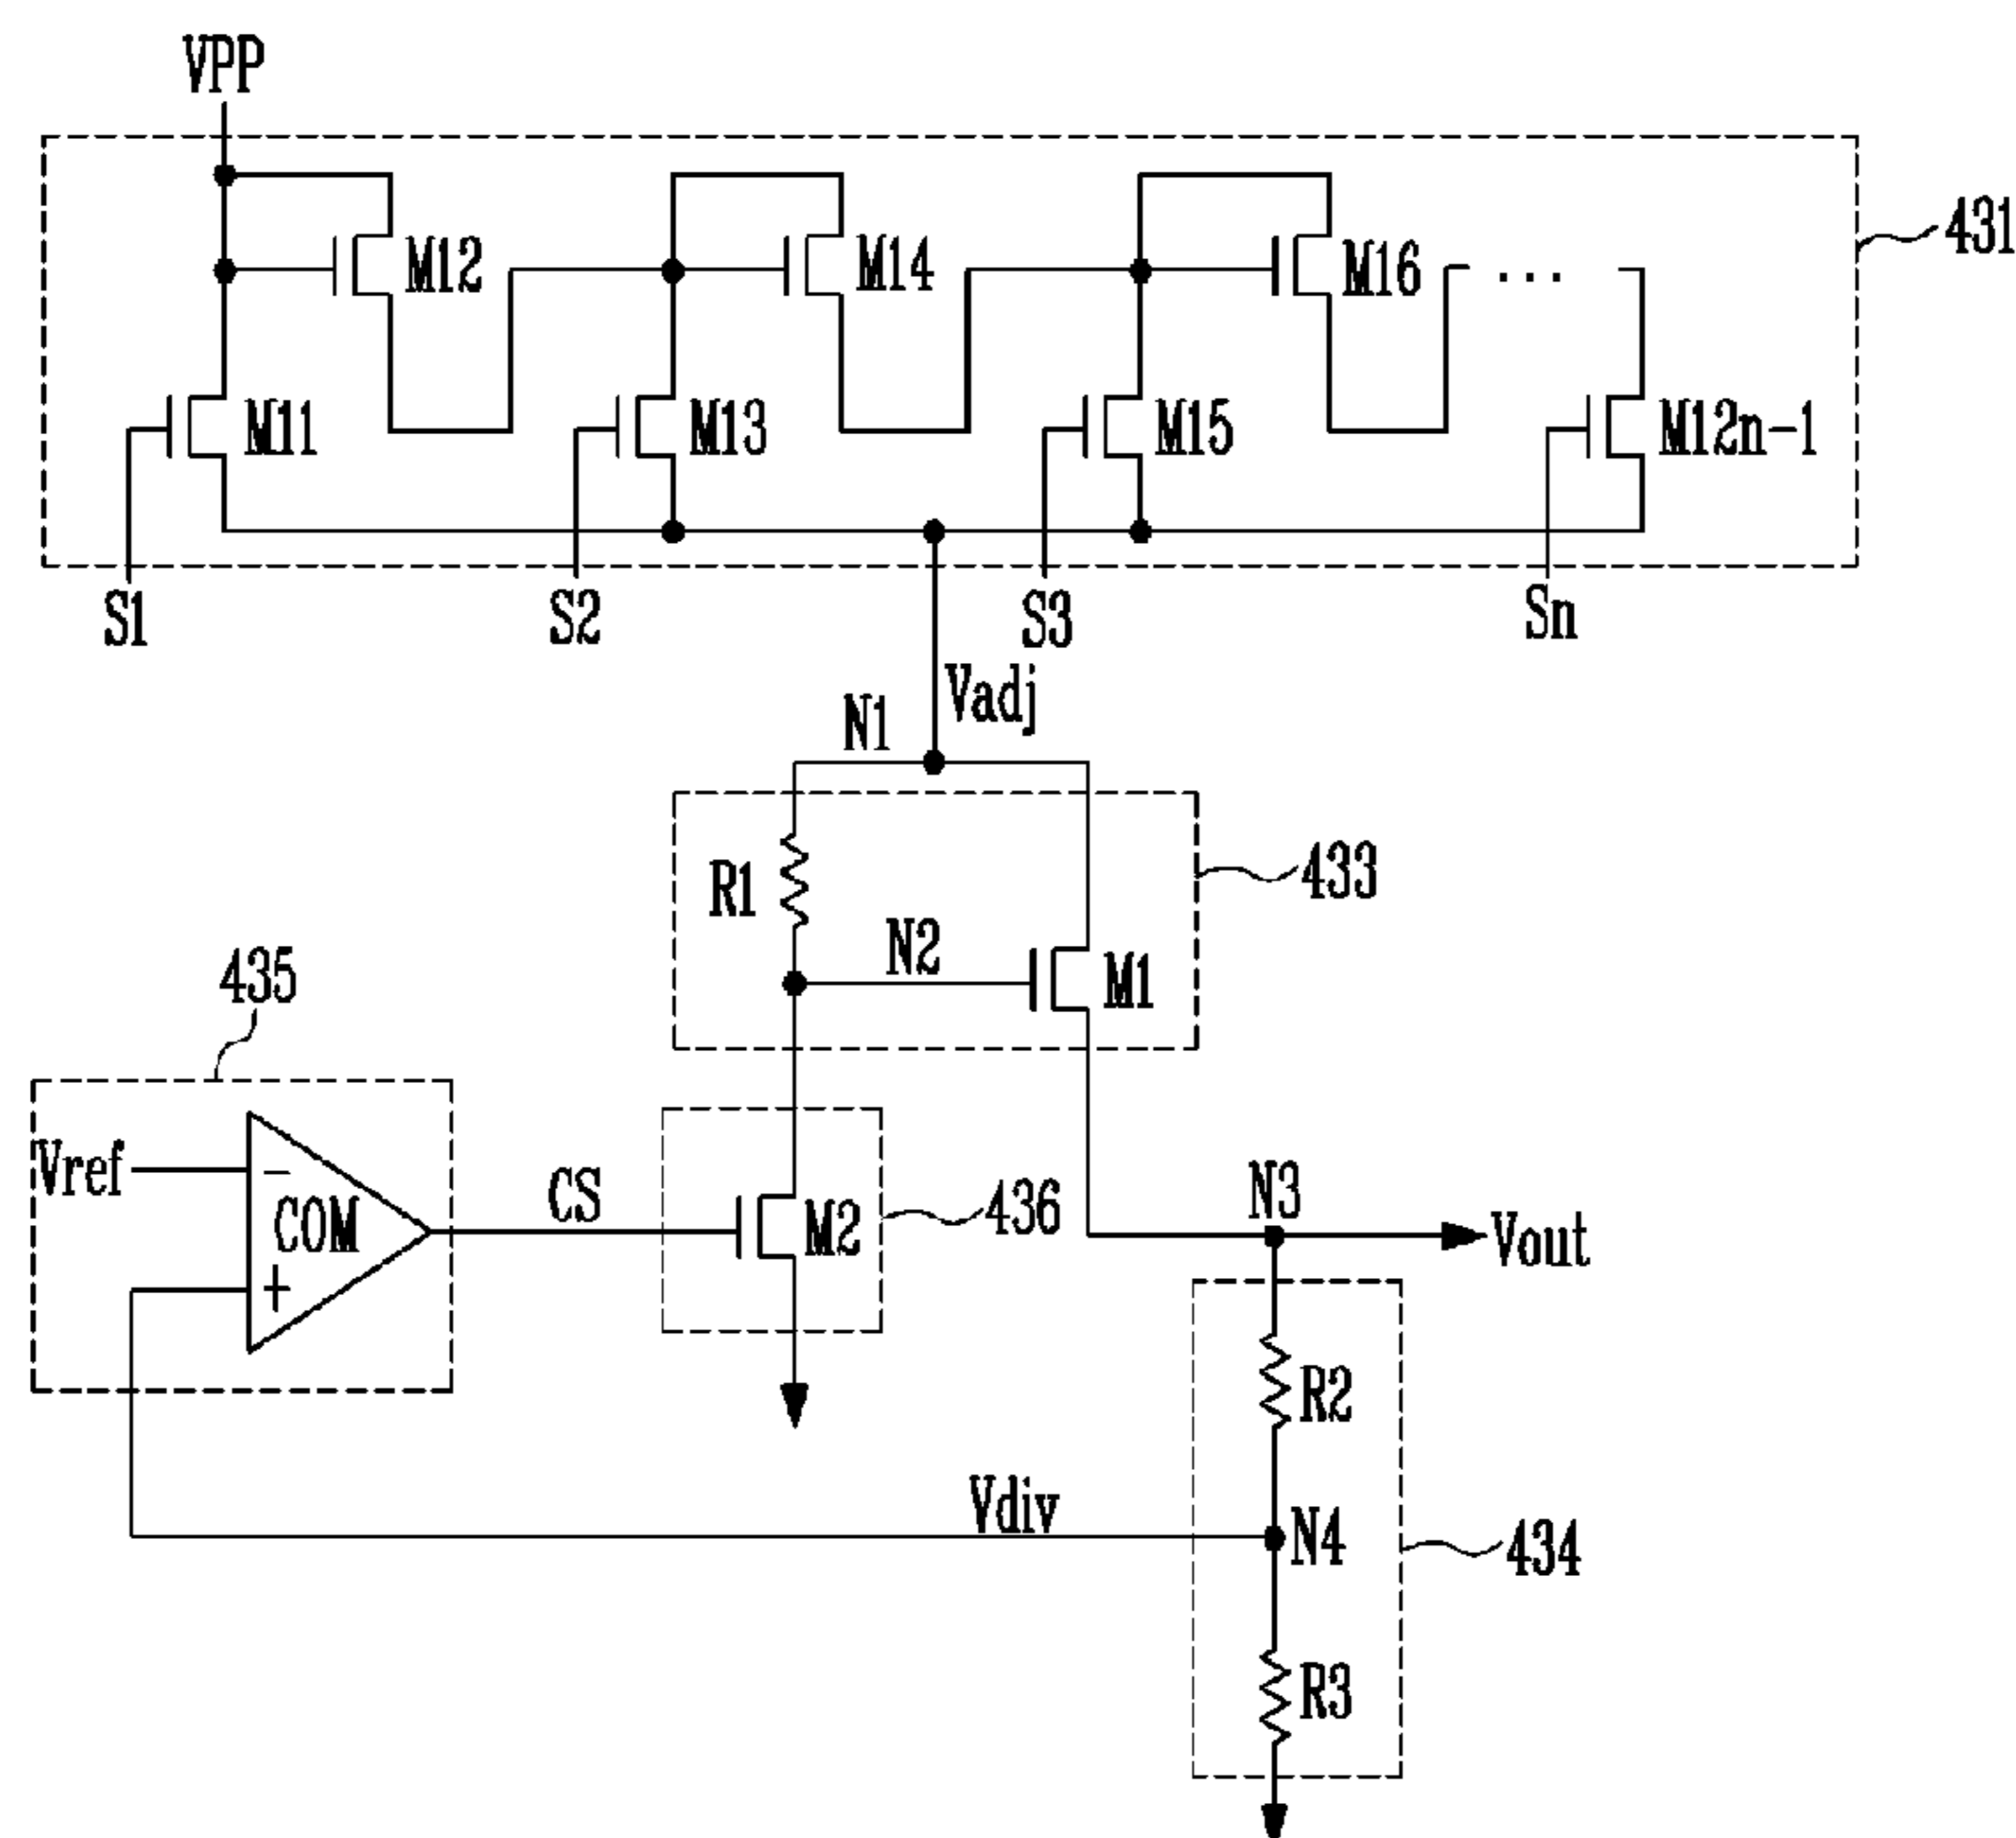 VPP
M12
M14
M16
...
431
M11
M13
M15
M12n-1
S1
S2
S3
Sn
N1
Vadj
R1
433
N2
M1
435
Vref
−
COM
+
CS
M2
436
N3
Vout
R2
Vdiv
N4
434
R3